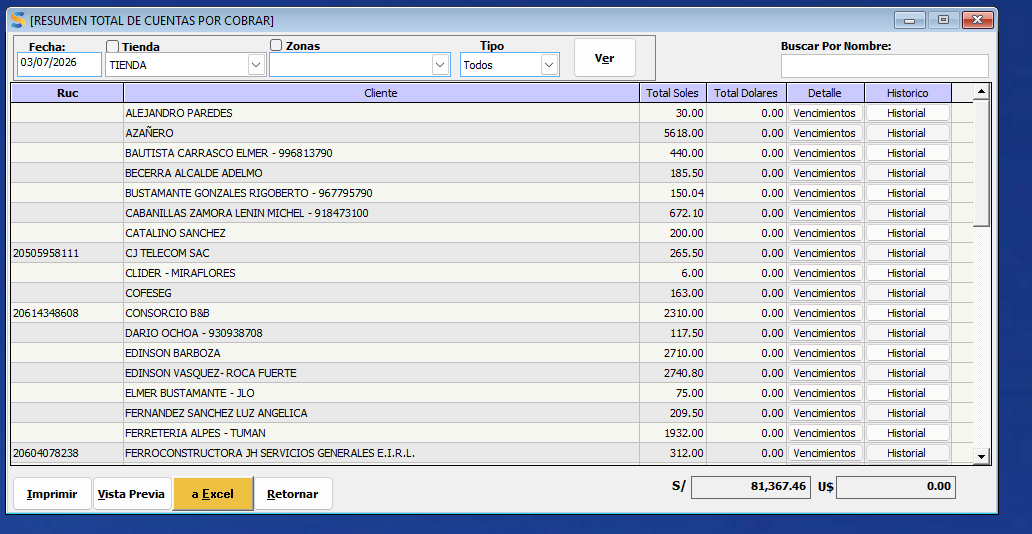 [RESUMEN TOTAL DE CUENTAS POR COBRAR]
Fecha: Tienda Zonas Tipo Buscar Por Nombre:
03/07/2026 TIENDA Todos Ver
Ruc Cliente Total Soles Total Dolares Detalle Historico
ALEJANDRO PAREDES 30.00 0.00 Vencimientos Historial
AZAÑERO 5618.00 0.00 Vencimientos Historial
BAUTISTA CARRASCO ELMER - 996813790 440.00 0.00 Vencimientos Historial
BECERRA ALCALDE ADELMO 185.50 0.00 Vencimientos Historial
BUSTAMANTE GONZALES RIGOBERTO - 967795790 150.04 0.00 Vencimientos Historial
CABANILLAS ZAMORA LENIN MICHEL - 918473100 672.10 0.00 Vencimientos Historial
CATALINO SANCHEZ 200.00 0.00 Vencimientos Historial
20505958111 CJ TELECOM SAC 265.50 0.00 Vencimientos Historial
CLIDER - MIRAFLORES 6.00 0.00 Vencimientos Historial
COFESEG 163.00 0.00 Vencimientos Historial
20614348608 CONSORCIO B&B 2310.00 0.00 Vencimientos Historial
DARIO OCHOA - 930938708 117.50 0.00 Vencimientos Historial
EDINSON BARBOZA 2710.00 0.00 Vencimientos Historial
EDINSON VASQUEZ- ROCA FUERTE 2740.80 0.00 Vencimientos Historial
ELMER BUSTAMANTE - JLO 75.00 0.00 Vencimientos Historial
FERNANDEZ SANCHEZ LUZ ANGELICA 209.50 0.00 Vencimientos Historial
FERRETERIA ALPES - TUMAN 1932.00 0.00 Vencimientos Historial
20604078238 FERROCONSTRUCTORA JH SERVICIOS GENERALES E.I.R.L. 312.00 0.00 Vencimientos Historial
Imprimir Vista Previa a Excel Retornar S/ 81,367.46 U$ 0.00